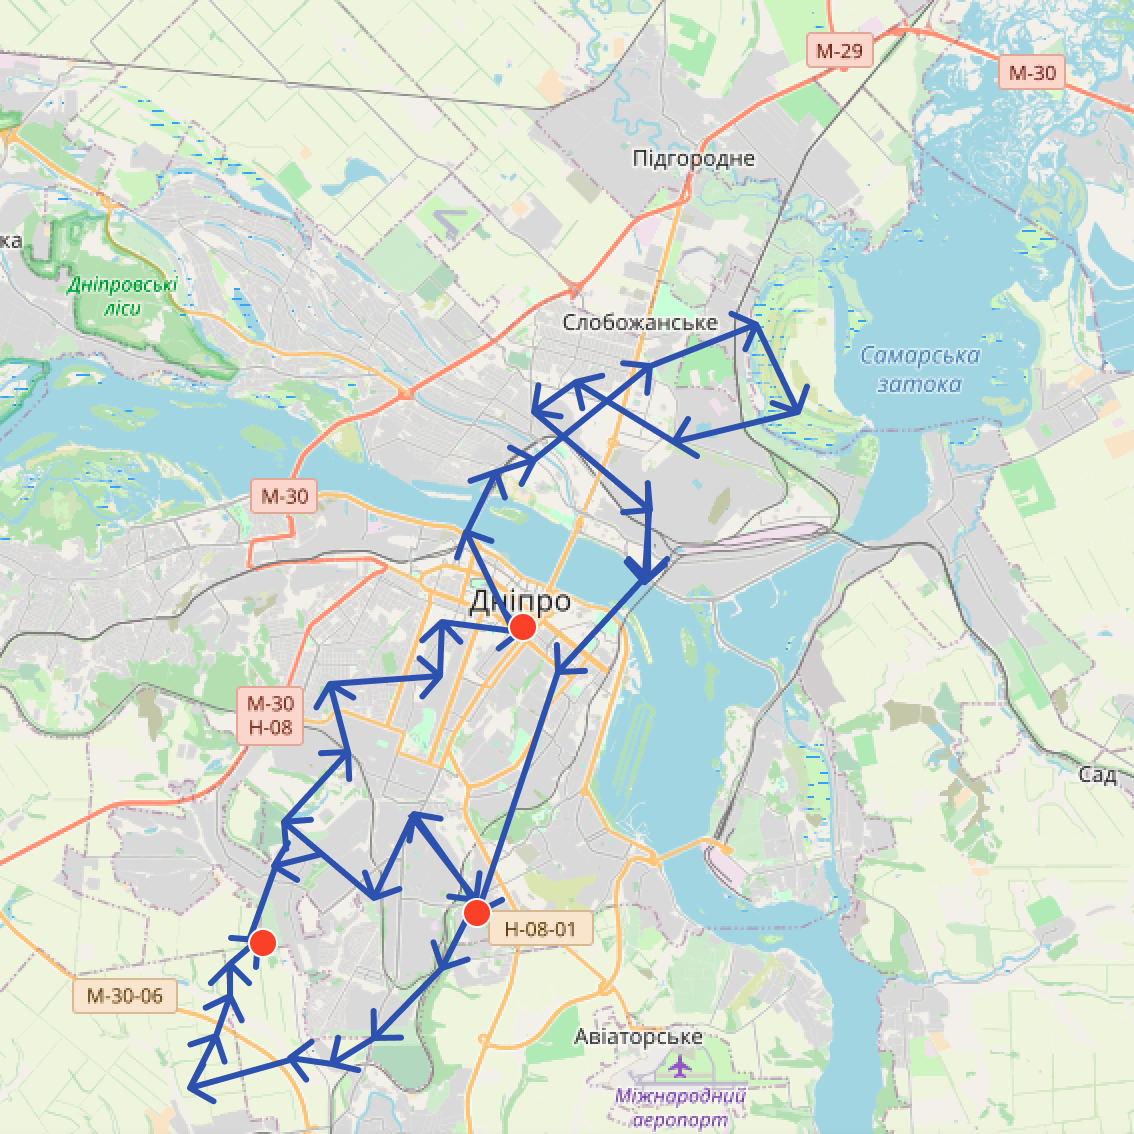 М-29
М-30
Підгородне
ка
Дніпровські
ліси
Слобожанське
Самарська
затока
М-30
Дніпро
М-30
Н-08
Сад
Н-08-01
М-30-06
Авіаторське
Міжнародний
аеропорт